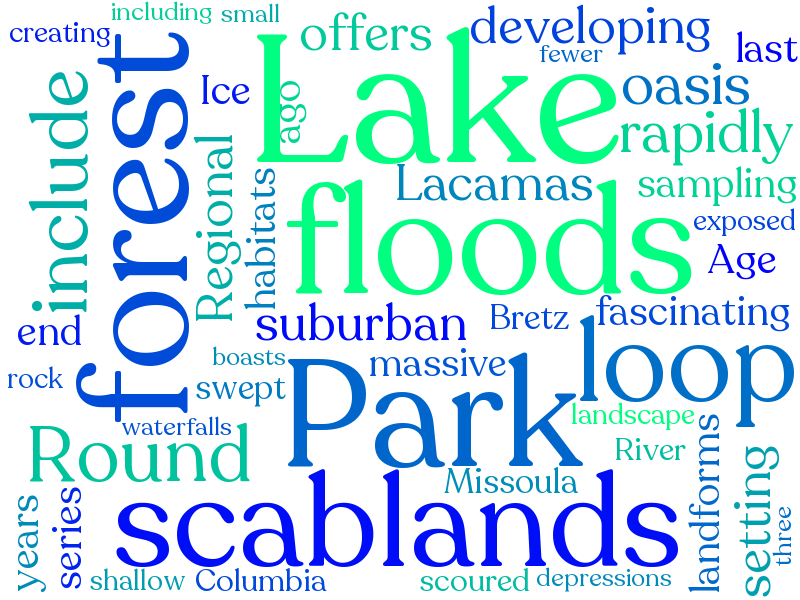 including
small
creating
offers
developing
fewer
last
forest
include
Ice
ago
Lake
oasis
rapidly
Regional
habitats
Lacamas
sampling
floods
exposed
Age
end
suburban
Bretz
fascinating
rock
boasts
swept
massive
Park
loop
waterfalls
Round
landscape
River
Missoula
landforms
setting
three
years
series
scablands
shallow
Columbia
scoured
depressions